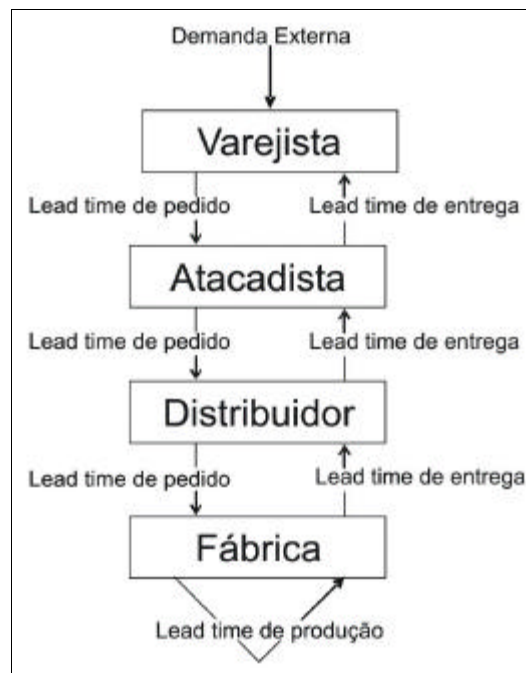 Demanda Externa
Varejista
Lead time de pedido Lead time de entrega
Atacadista
Lead time de pedido Lead time de entrega
Distribuidor
Lead time de pedido Lead time de entrega
Fábrica
Lead time de produção